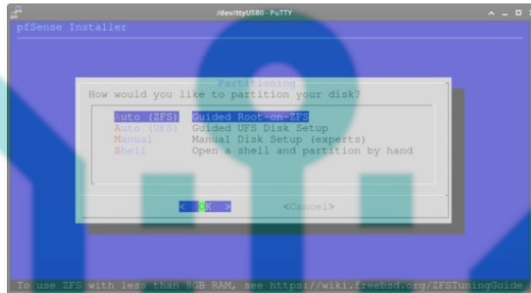 /dev/ttyUSB0 - PuTTY
pfSense Installer
Partitioning
How would you like to partition your disk?
Auto (ZFS) Guided Root-on-ZFS
Auto (UFS) Guided UFS Disk Setup
Manual Manual Disk Setup (experts)
Shell Open a shell and partition by hand
< OK > <Cancel>
To use ZFS with less than 8GB RAM, see https://wiki.freebsd.org/ZFSTuningGuide